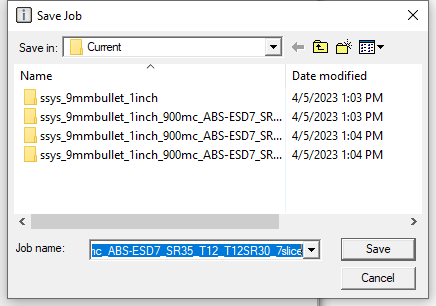 Save Job
Save in: Current
Name Date modified
ssys_9mmbullet_1inch 4/5/2023 1:03 PM
ssys_9mmbullet_1inch_900mc_ABS-ESD7_SR... 4/5/2023 1:03 PM
ssys_9mmbullet_1inch_900mc_ABS-ESD7_SR... 4/5/2023 1:04 PM
ssys_9mmbullet_1inch_900mc_ABS-ESD7_SR... 4/5/2023 1:04 PM
Job name: mc_ABS-ESD7_SR35_T12_T12SR30_7slice Save
Cancel